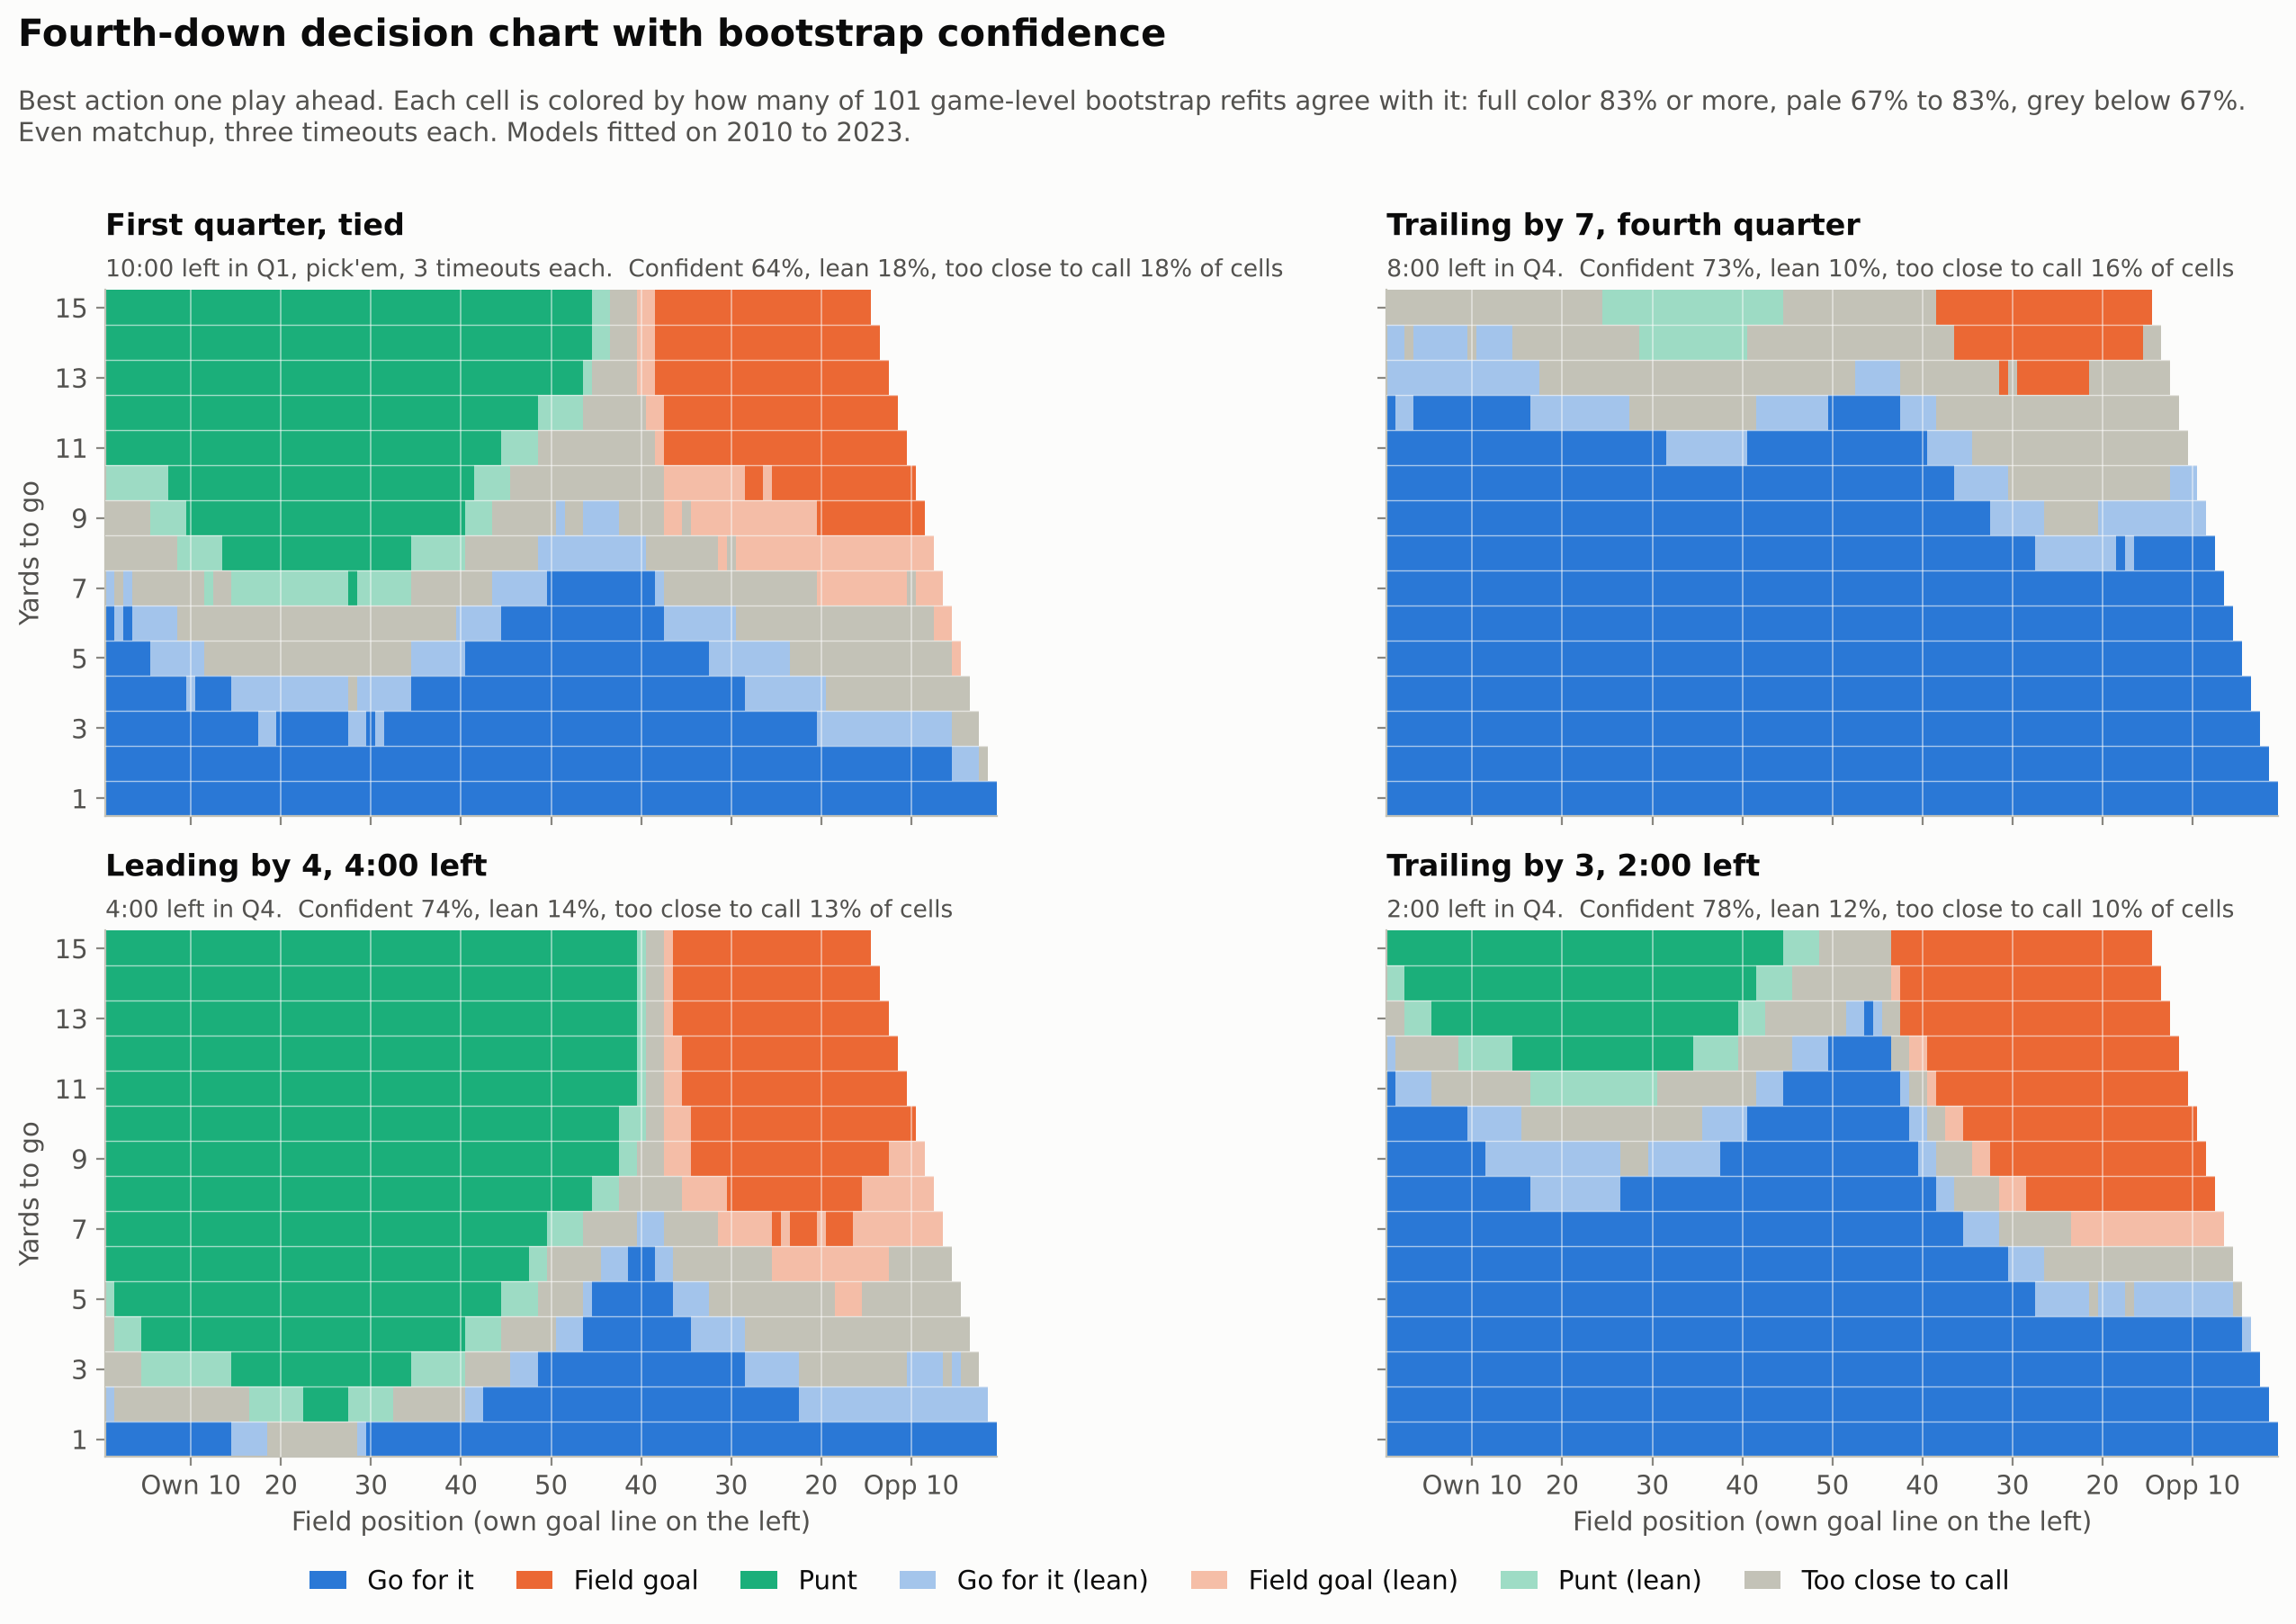 Fourth-down decision chart with bootstrap confidence
Best action one play ahead. Each cell is colored by how many of 101 game-level bootstrap refits agree with it: full color 83% or more, pale 67% to 83%, grey below 67%.
Even matchup, three timeouts each. Models fitted on 2010 to 2023.
First quarter, tied
10:00 left in Q1, pick'em, 3 timeouts each.  Confident 64%, lean 18%, too close to call 18% of cells
15
13
11
9
7
5
3
1
Yards to go
Trailing by 7, fourth quarter
8:00 left in Q4.  Confident 73%, lean 10%, too close to call 16% of cells
Leading by 4, 4:00 left
4:00 left in Q4.  Confident 74%, lean 14%, too close to call 13% of cells
15
13
11
9
7
5
3
1
Yards to go
Own 10 20 30 40 50 40 30 20 Opp 10
Field position (own goal line on the left)
Trailing by 3, 2:00 left
2:00 left in Q4.  Confident 78%, lean 12%, too close to call 10% of cells
Own 10 20 30 40 50 40 30 20 Opp 10
Field position (own goal line on the left)
Go for it Field goal Punt Go for it (lean) Field goal (lean) Punt (lean) Too close to call